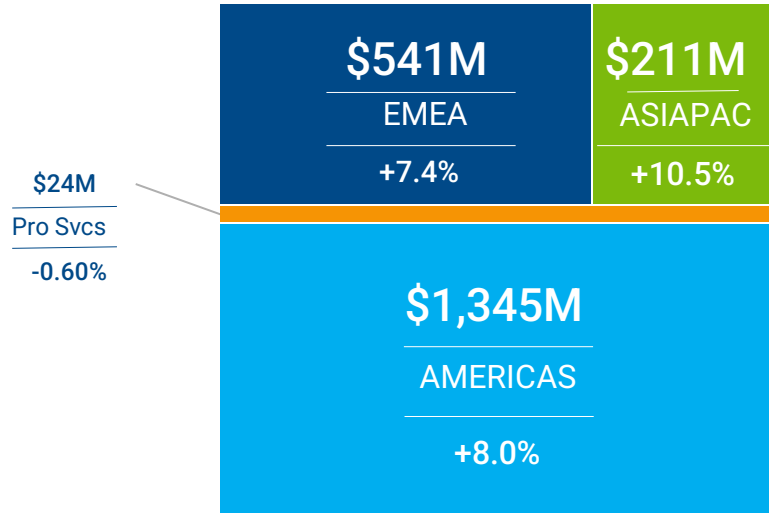 $541M
EMEA
+7.4%
$211M
ASIAPAC
+10.5%
$24M
Pro Svcs
-0.60%
$1,345M
AMERICAS
+8.0%